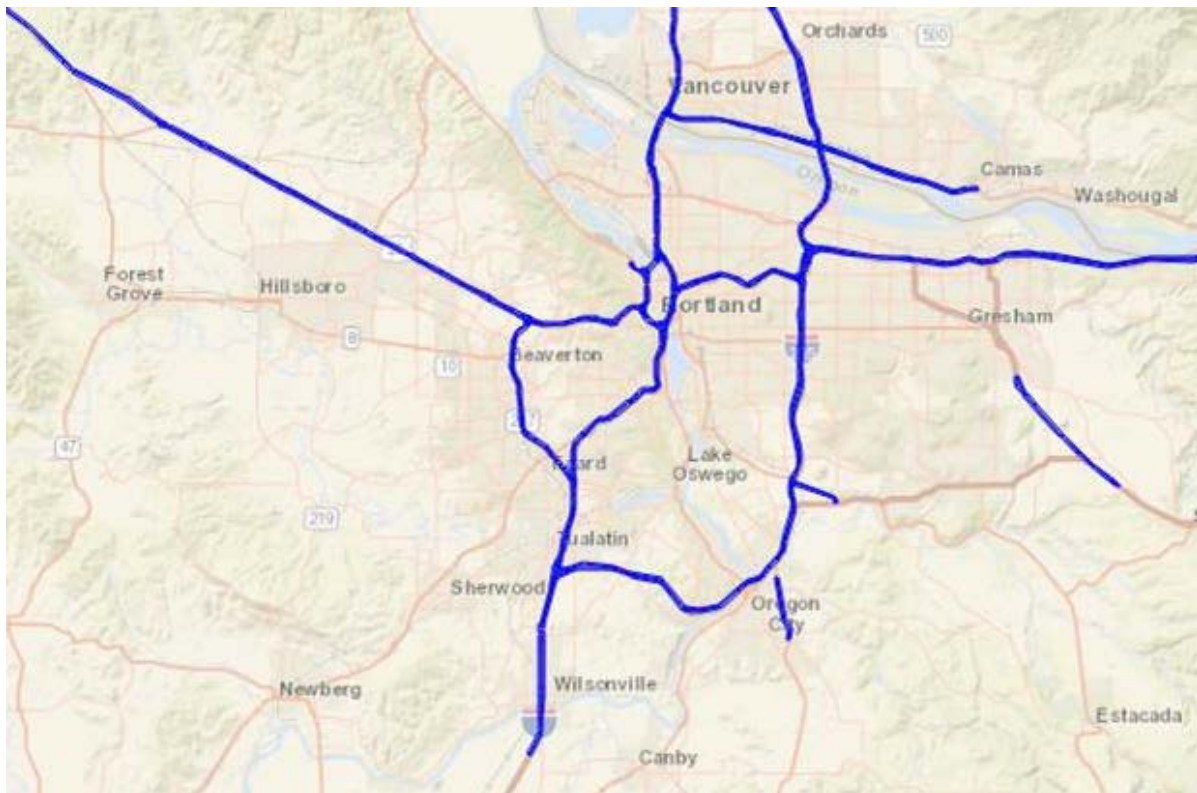 Orchards
500
Vancouver
Camas
Washougal
Forest
Grove
Hillsboro
Portland
Gresham
8
Beaverton
10
47
Lake
Oswego
Tigard
219
Tualatin
Sherwood
Oregon
City
Newberg
Wilsonville
Estacada
Canby